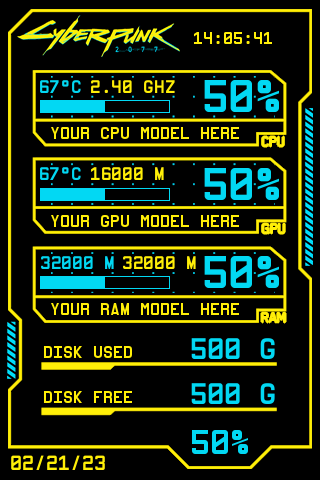 Cyberpunk
2077
14:05:41
67°C 2.40 GHZ
50%
YOUR CPU MODEL HERE
CPU
67°C 16000 M
50%
YOUR GPU MODEL HERE
GPU
32000 M 32000 M
50%
YOUR RAM MODEL HERE
RAM
DISK USED 500 G
DISK FREE 500 G
50%
02/21/23